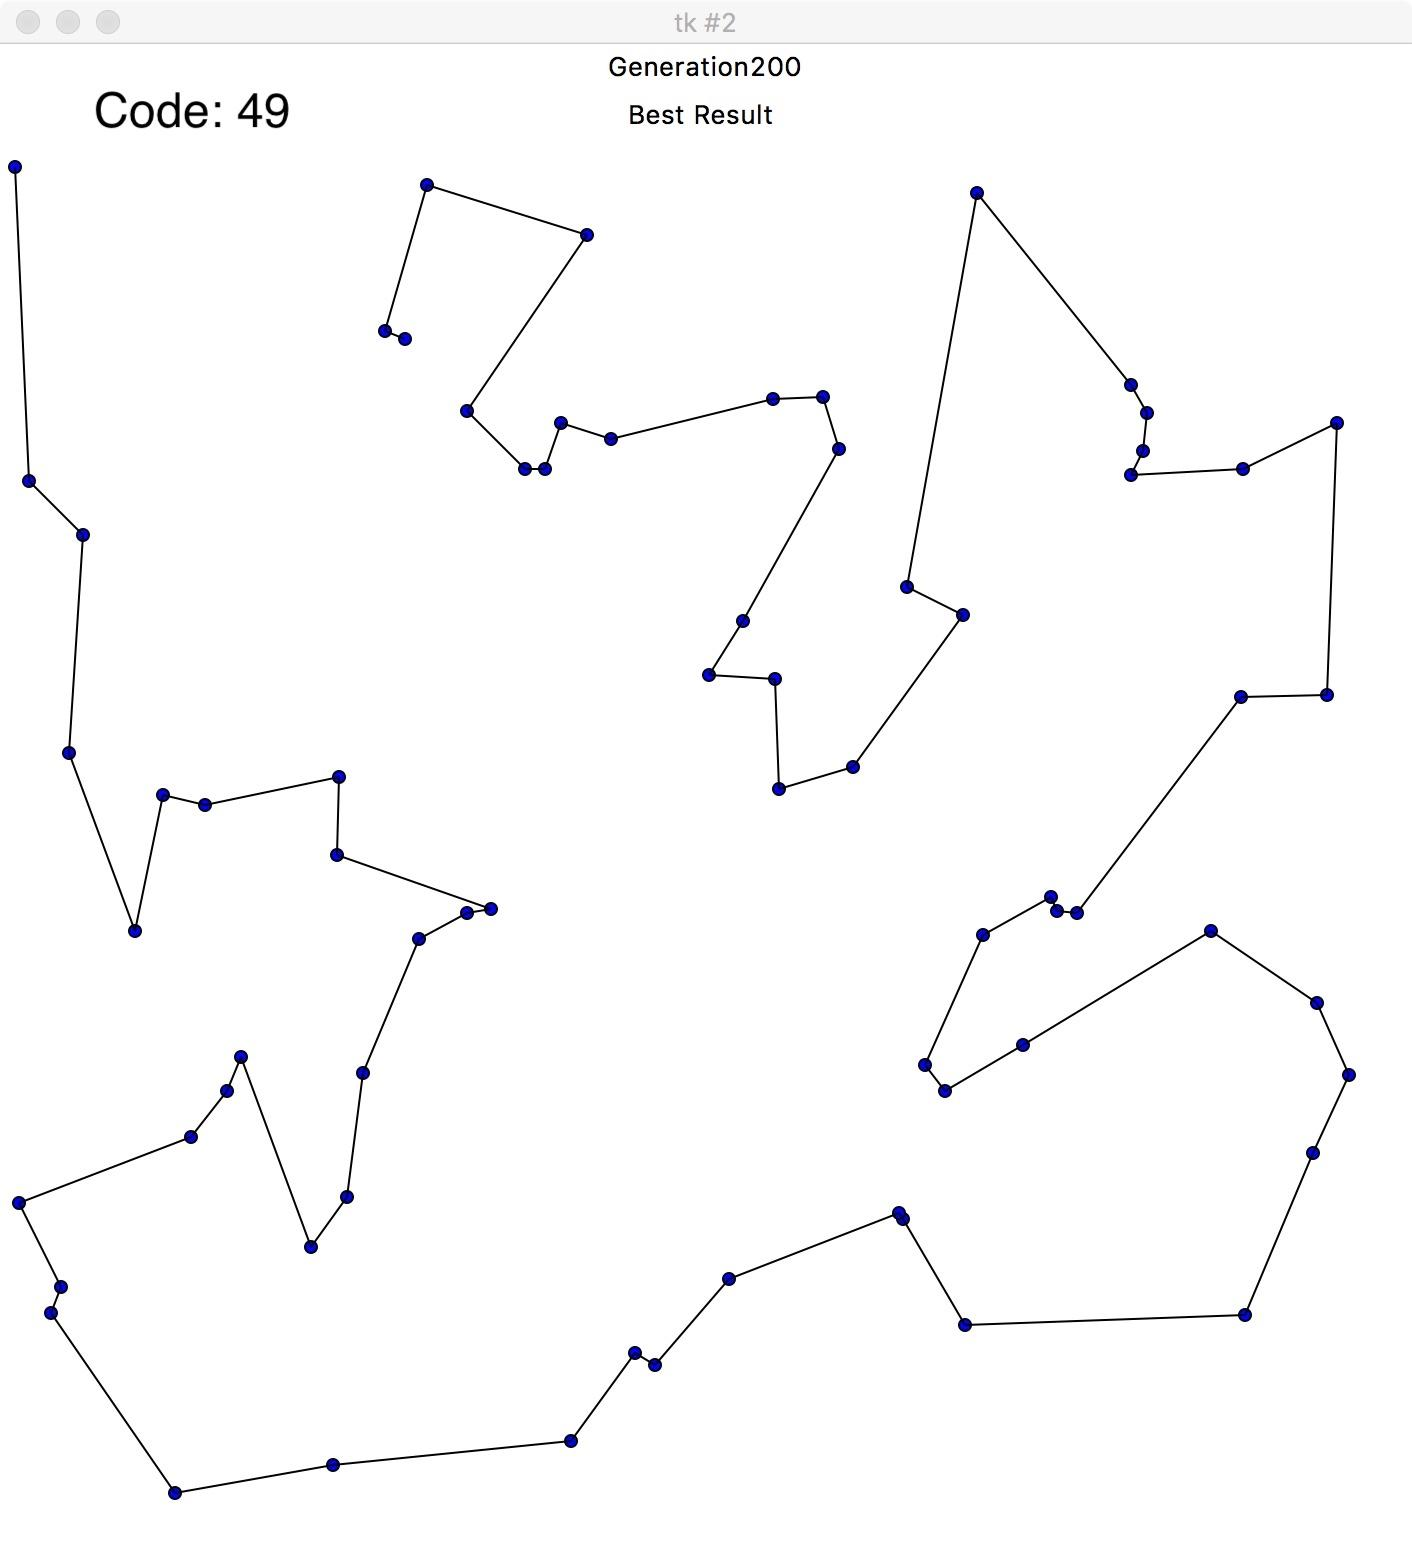 tk #2
Generation200
Code: 49
Best Result